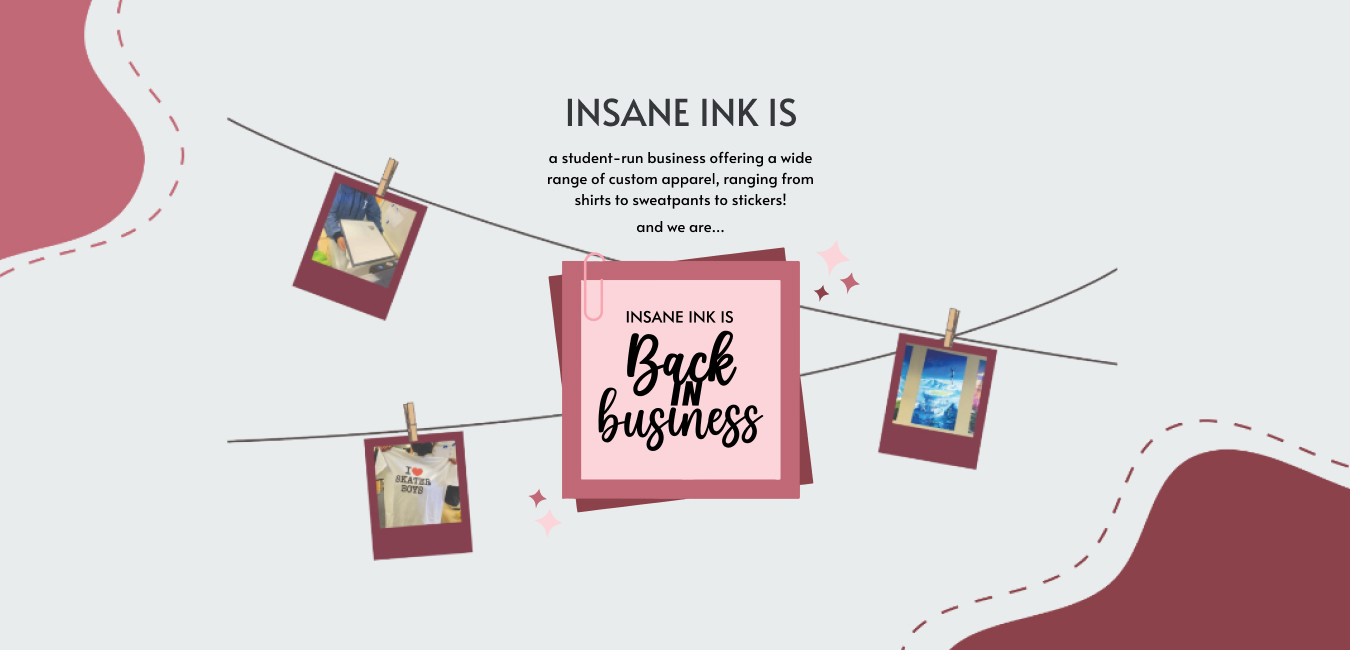 INSANE INK IS
a student-run business offering a wide
range of custom apparel, ranging from
shirts to sweatpants to stickers!
and we are...
INSANE INK IS
Back
IN
business
I ❤
SKATER
BOYS